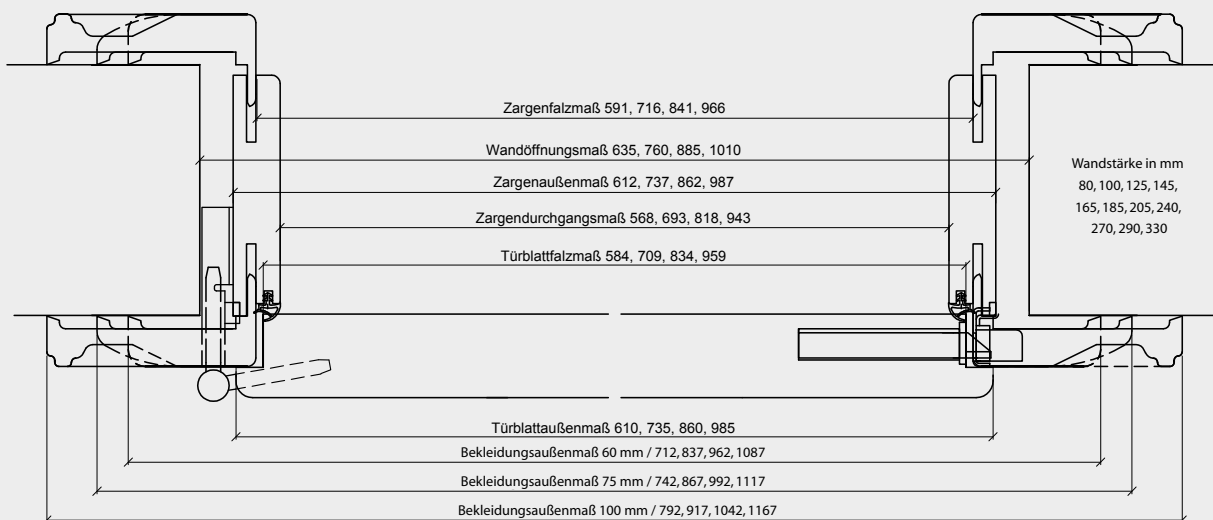 Zargenfalzmaß 591, 716, 841, 966
Wandöffnungsmaß 635, 760, 885, 1010
Zargenaußenmaß 612, 737, 862, 987
Zargendurchgangsmaß 568, 693, 818, 943
Türblattfalzmaß 584, 709, 834, 959
Wandstärke in mm
80, 100, 125, 145,
165, 185, 205, 240,
270, 290, 330
Türblattaußenmaß 610, 735, 860, 985
Bekleidungsaußenmaß 60 mm / 712, 837, 962, 1087
Bekleidungsaußenmaß 75 mm / 742, 867, 992, 1117
Bekleidungsaußenmaß 100 mm / 792, 917, 1042, 1167